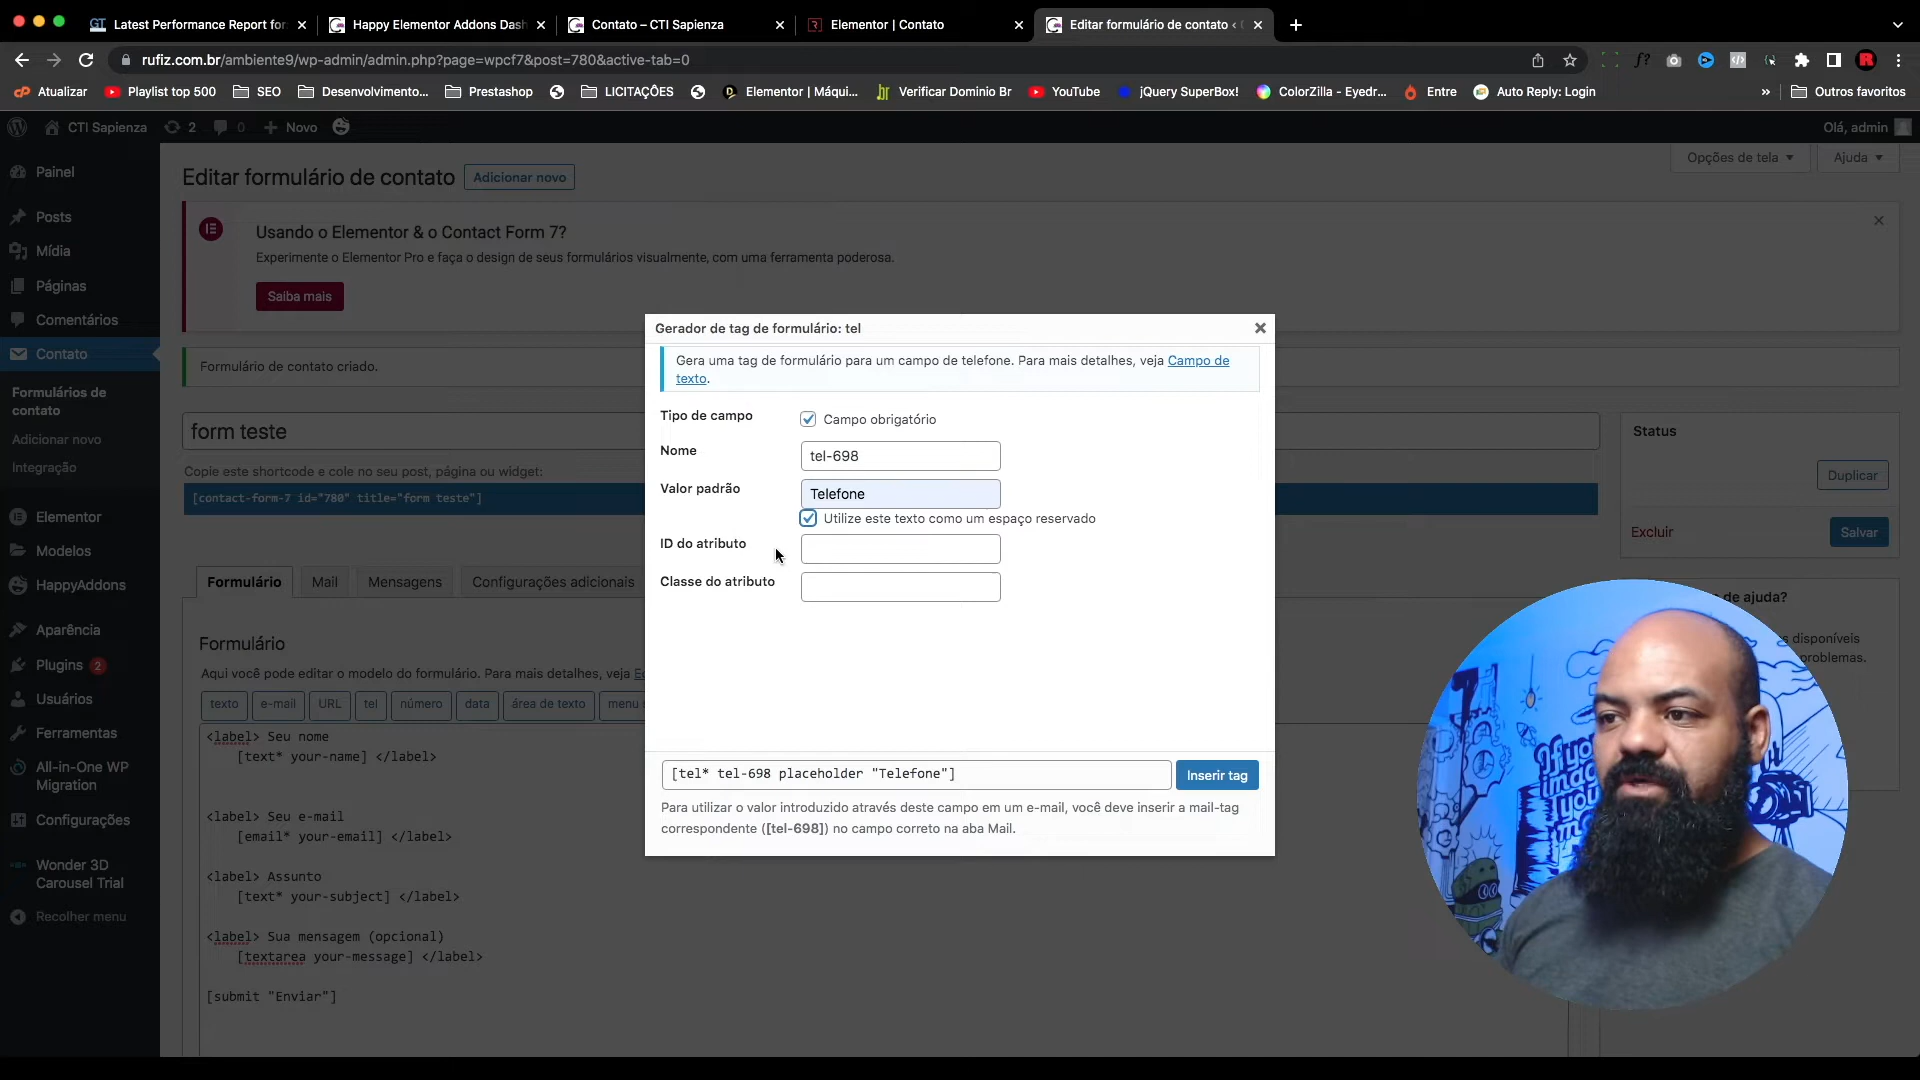 Latest Performance Report for
Happy Elementor Addons Dash
Contato – CTI Sapienza
Elementor | Contato
Editar formulário de contato ‹
rufiz.com.br/ambiente9/wp-admin/admin.php?page=wpcf7&post=780&active-tab=0
Atualizar
Playlist top 500
SEO
Desenvolvimento...
Prestashop
LICITAÇÕES
Elementor | Máqui...
Verificar Dominio Br
YouTube
jQuery SuperBox!
ColorZilla - Eyedr...
Entre
Auto Reply: Login
»
Outros favoritos
CTI Sapienza
2
0
Novo
Olá, admin
Painel
Posts
Mídia
Páginas
Comentários
Contato
Formulários de
contato
Adicionar novo
Integração
Elementor
Modelos
HappyAddons
Aparência
Plugins 2
Usuários
Ferramentas
All-in-One WP
Migration
Configurações
Wonder 3D
Carousel Trial
Recolher menu
Opções de tela
Ajuda
Editar formulário de contato
Adicionar novo
Usando o Elementor & o Contact Form 7?
Experimente o Elementor Pro e faça o design de seus formulários visualmente, com uma ferramenta poderosa.
Saiba mais
Formulário de contato criado.
form teste
Copie este shortcode e cole no seu post, página ou widget:
[contact-form-7 id="780" title="form teste"]
Formulário
Mail
Mensagens
Configurações adicionais
Formulário
Aqui você pode editar o modelo do formulário. Para mais detalhes, veja
texto
e-mail
URL
tel
número
data
área de texto
menu
<label> Seu nome
[text* your-name] </label>
<label> Seu e-mail
[email* your-email] </label>
<label> Assunto
[text* your-subject] </label>
<label> Sua mensagem (opcional)
[textarea your-message] </label>
[submit "Enviar"]
Gerador de tag de formulário: tel
Gera uma tag de formulário para um campo de telefone. Para mais detalhes, veja Campo de
texto.
Tipo de campo
Campo obrigatório
Nome
tel-698
Valor padrão
Telefone
Utilize este texto como um espaço reservado
ID do atributo
Classe do atributo
[tel* tel-698 placeholder "Telefone"]
Inserir tag
Para utilizar o valor introduzido através deste campo em um e-mail, você deve inserir a mail-tag
correspondente ([tel-698]) no campo correto na aba Mail.
Status
Duplicar
Excluir
Salvar
de ajuda?
disponíveis
problemas.
If you
imag
you